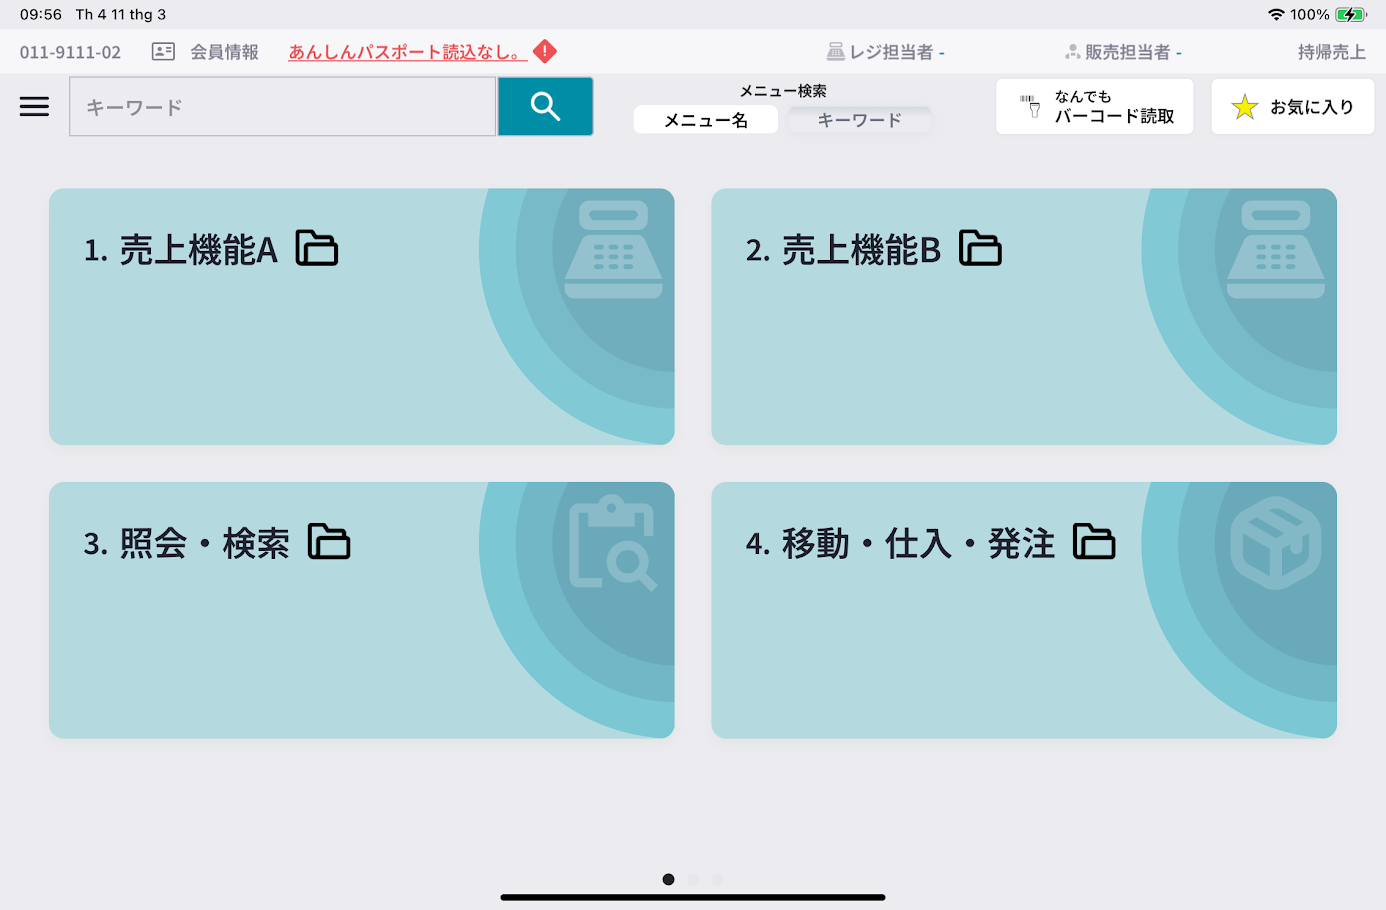 09:56 Th 4 11 thg 3
100%
011-9111-02 会員情報 あんしんパスポート読込なし。 レジ担当者 - 販売担当者 - 持帰売上
キーワード
メニュー検索
メニュー名 キーワード
なんでも
バーコード読取
お気に入り
1. 売上機能A
2. 売上機能B
3. 照会・検索
4. 移動・仕入・発注